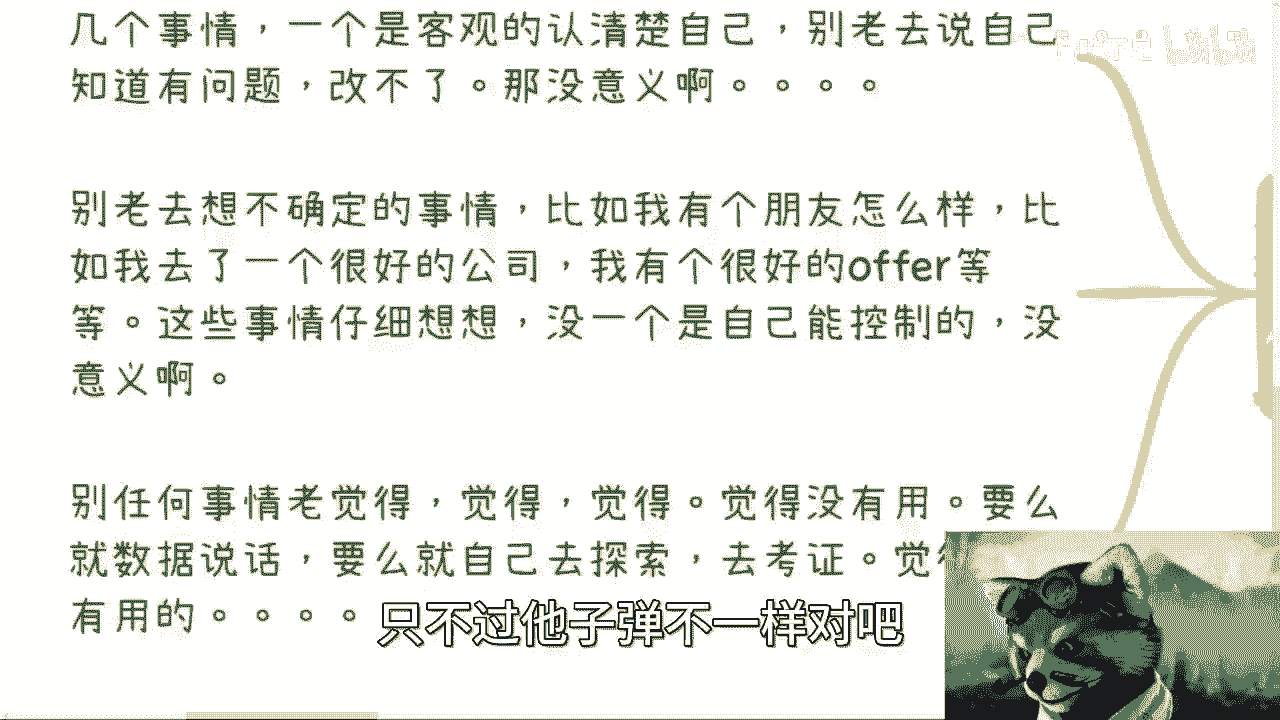 几个事情，一个是客观的认清楚自己，别老去说自己
知道有问题，改不了。那没意义啊。。。。
别老去想不确定的事情，比如我有个朋友怎么样，比
如我去了一个很好的公司，我有个很好的offer等
等。这些事情仔细想想，没一个是自己能控制的，没
意义啊。
别任何事情老觉得，觉得，觉得。觉得没有用。要么
就数据说话，要么就自己去探索，去考证。觉
有用的。。。。
只不过他子弹不一样对吧